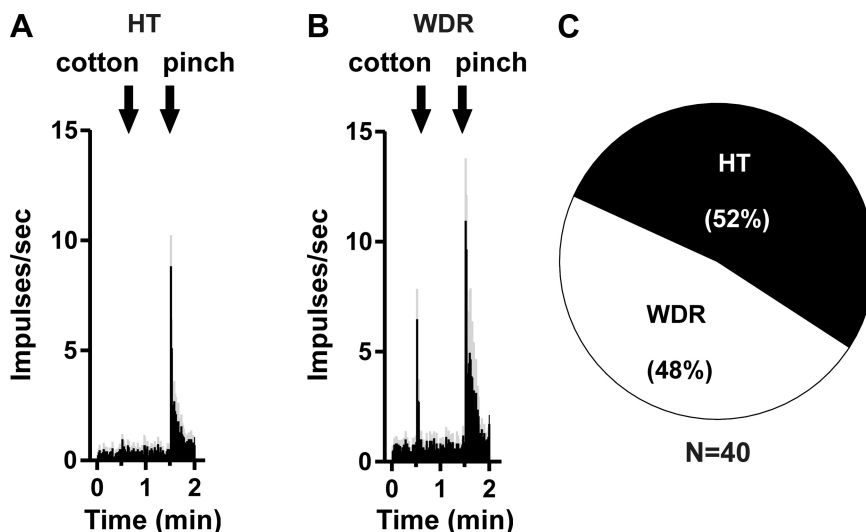 A HT
cotton pinch
15
10
5
0
Impulses/sec
0 1 2
Time (min)
B WDR
cotton pinch
15
10
5
0
Impulses/sec
0 1 2
Time (min)
C
HT
(52%)
WDR
(48%)
N=40